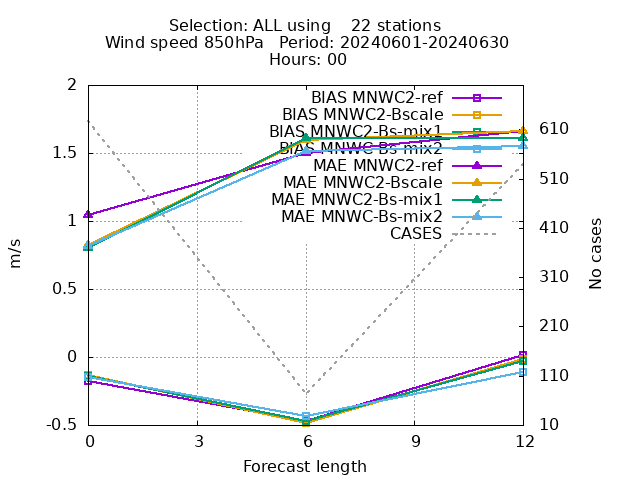 Selection: ALL using    22 stations
Wind speed 850hPa   Period: 20240601-20240630
Hours: 00
BIAS MNWC2-ref
BIAS MNWC2-Bscale
BIAS MNWC2-Bs-mix1
BIAS MNWC-Bs-mix2
MAE MNWC2-ref
MAE MNWC2-Bscale
MAE MNWC2-Bs-mix1
MAE MNWC-Bs-mix2
CASES
2
1.5
1
0.5
0
-0.5
m/s
610
510
410
310
210
110
10
No cases
0 3 6 9 12
Forecast length